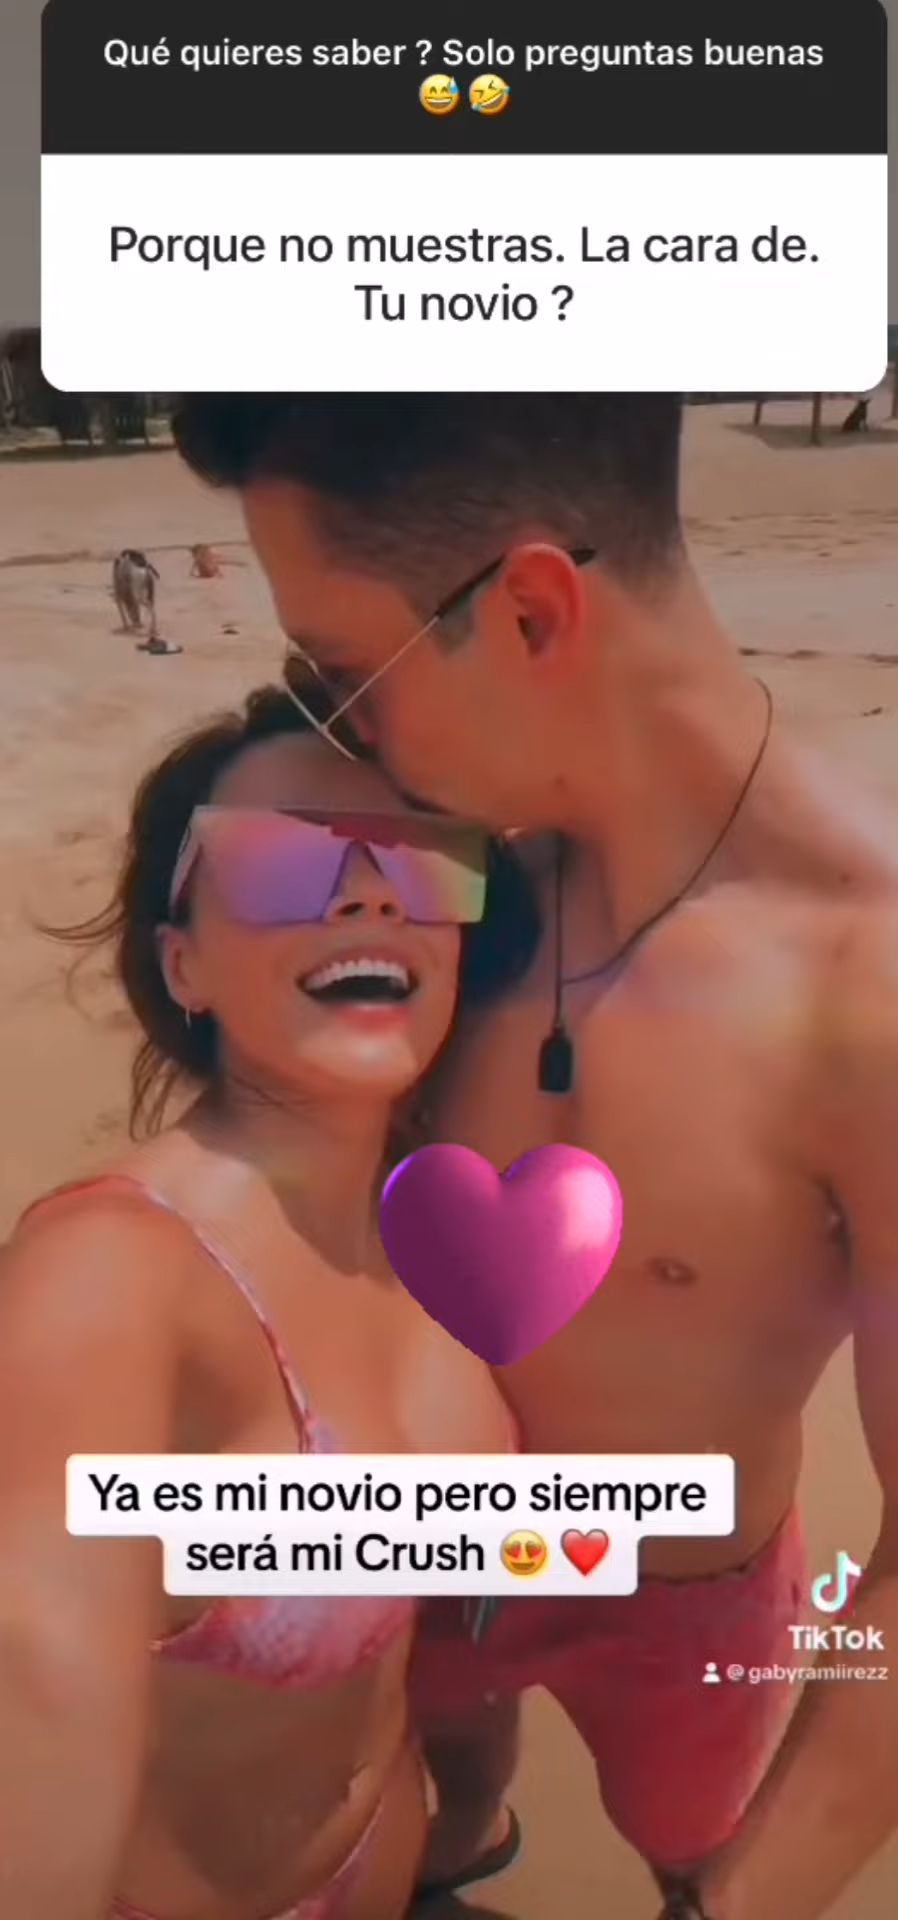 Qué quieres saber ? Solo preguntas buenas
😅🤣
Porque no muestras. La cara de.
Tu novio ?
Ya es mi novio pero siempre
será mi Crush 😍❤️
TikTok
@gabyramiirezz